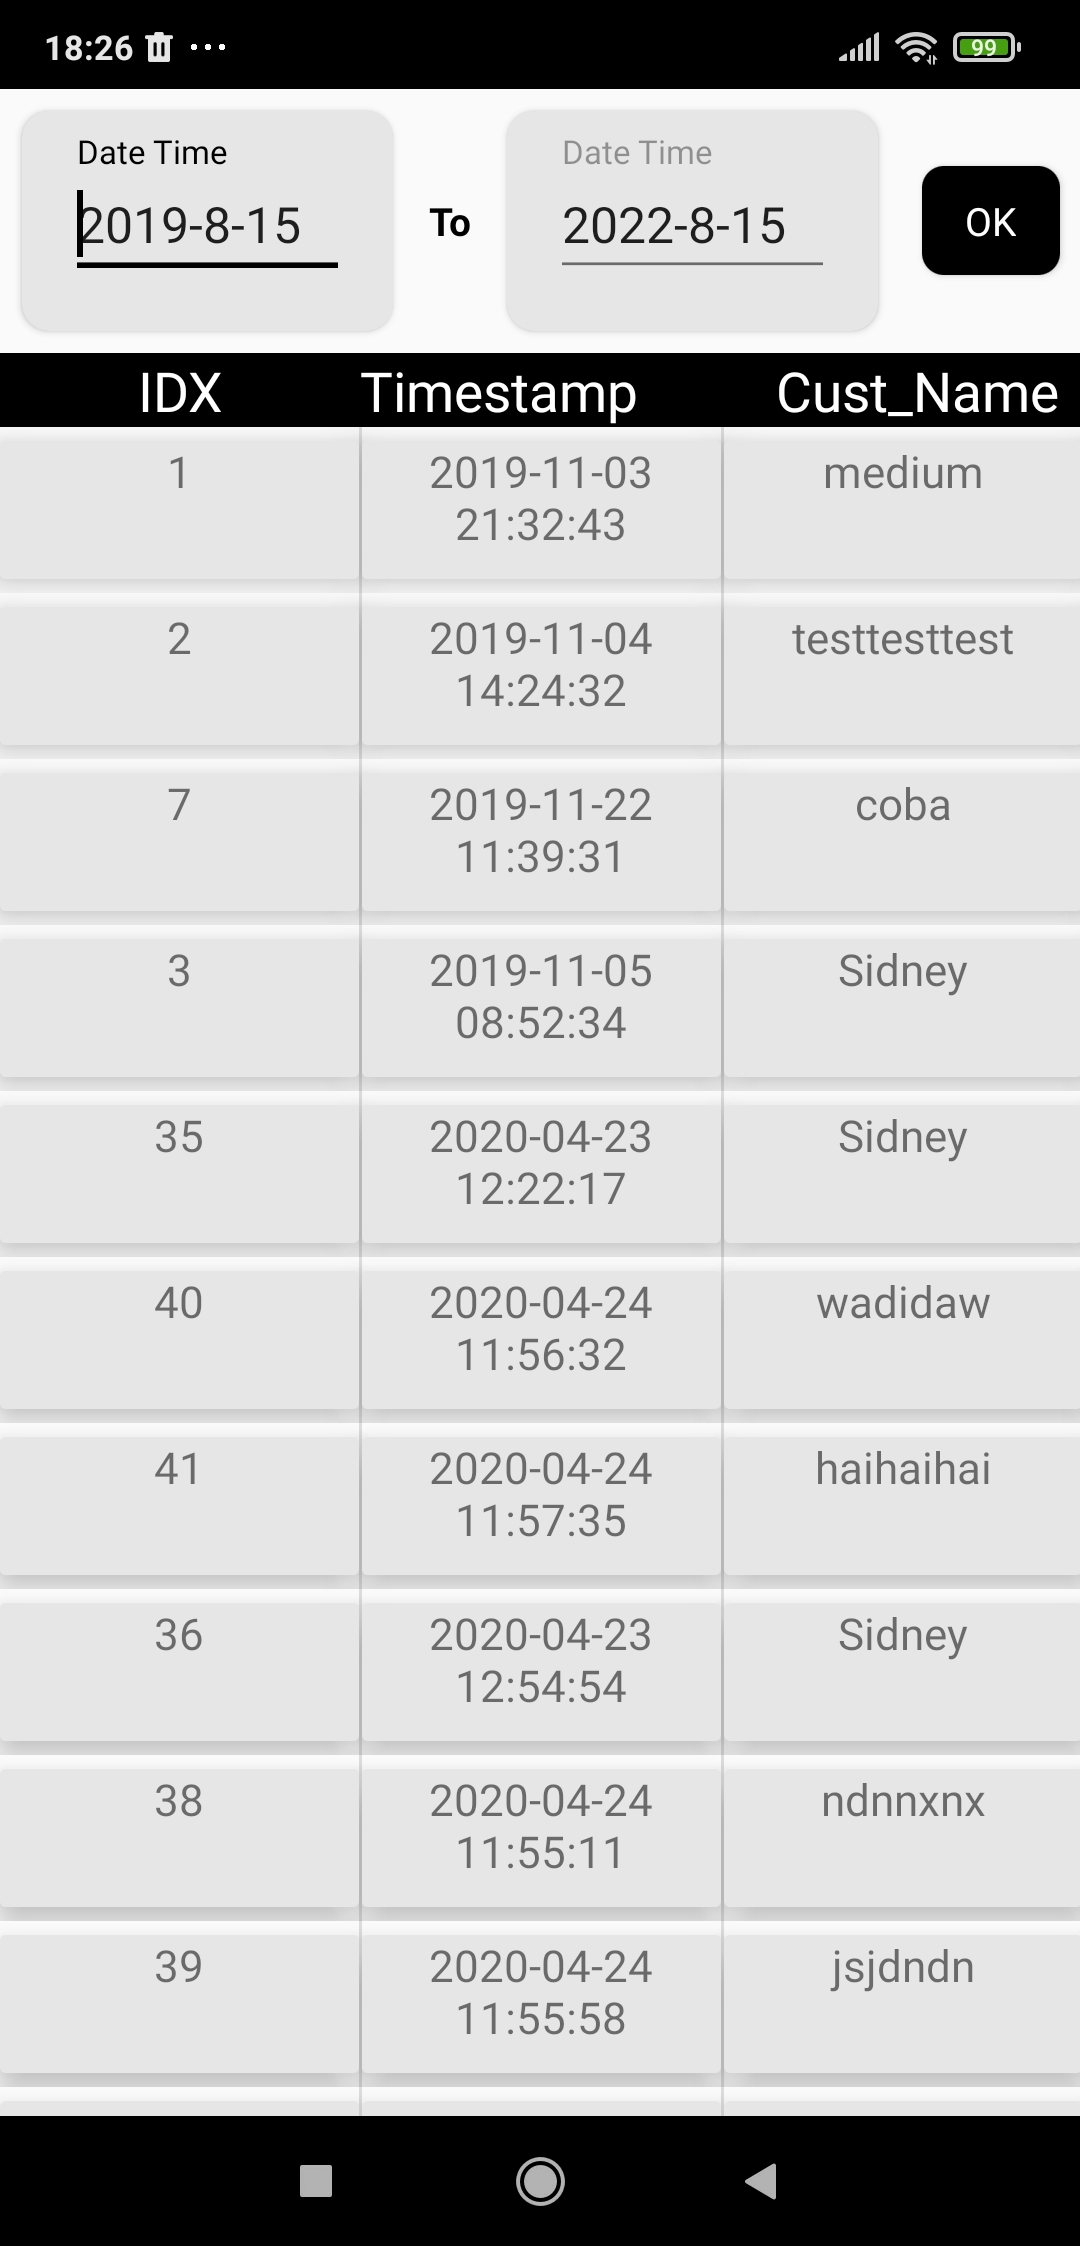 18:26
99
Date Time
2019-8-15
To
Date Time
2022-8-15
OK
IDX Timestamp Cust_Name
1 2019-11-03 medium
21:32:43
2 2019-11-04 testtesttest
14:24:32
7 2019-11-22 coba
11:39:31
3 2019-11-05 Sidney
08:52:34
35 2020-04-23 Sidney
12:22:17
40 2020-04-24 wadidaw
11:56:32
41 2020-04-24 haihaihai
11:57:35
36 2020-04-23 Sidney
12:54:54
38 2020-04-24 ndnnxnx
11:55:11
39 2020-04-24 jsjdndn
11:55:58